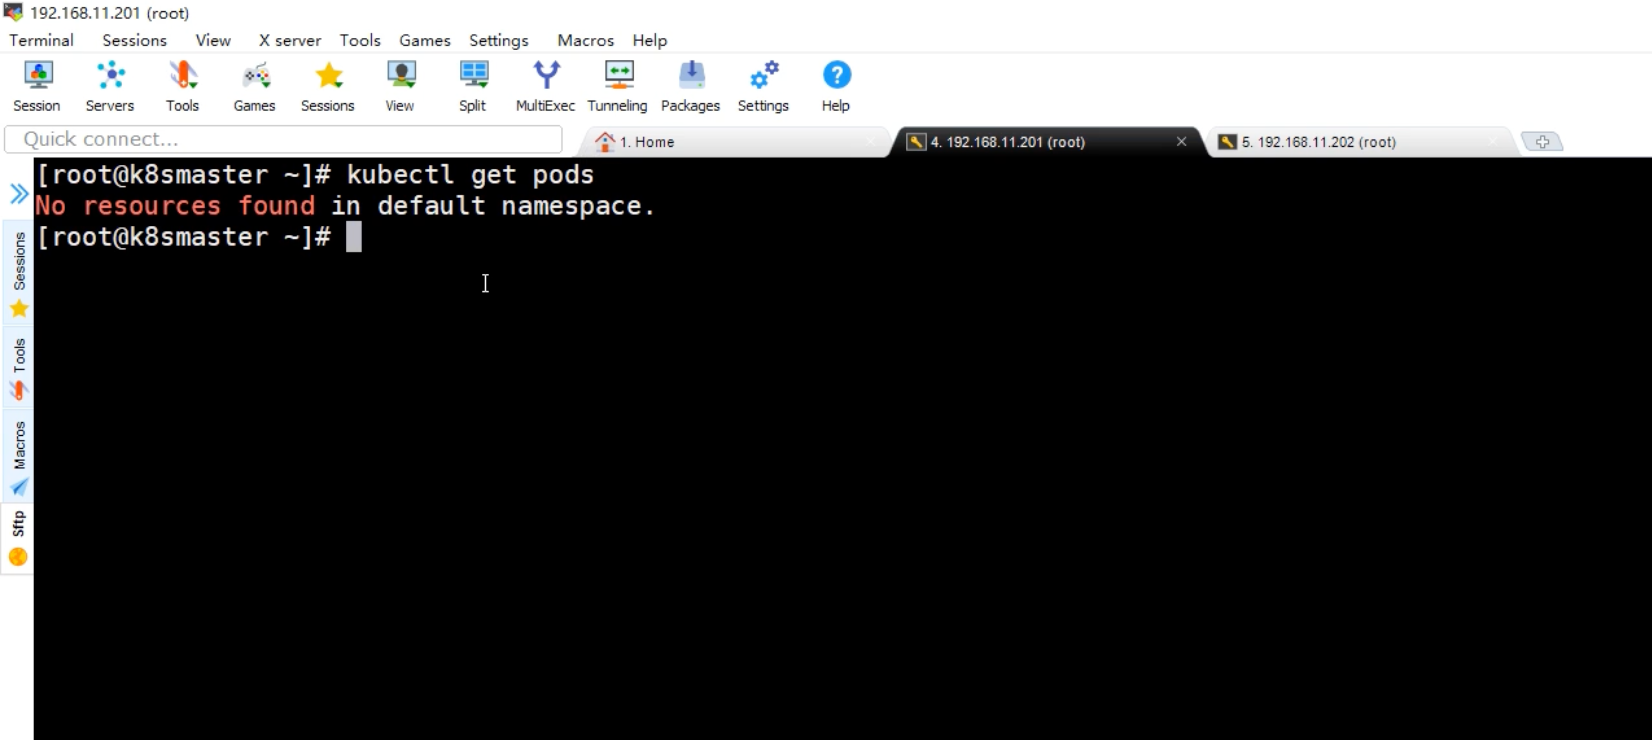 192.168.11.201 (root)
Terminal Sessions View X server Tools Games Settings Macros Help
Session Servers Tools Games Sessions View Split MultiExec Tunneling Packages Settings Help
Quick connect... 1. Home 4. 192.168.11.201 (root) 5. 192.168.11.202 (root)
[root@k8smaster ~]# kubectl get pods
No resources found in default namespace.
[root@k8smaster ~]#
Sessions
Tools
Macros
Sftp